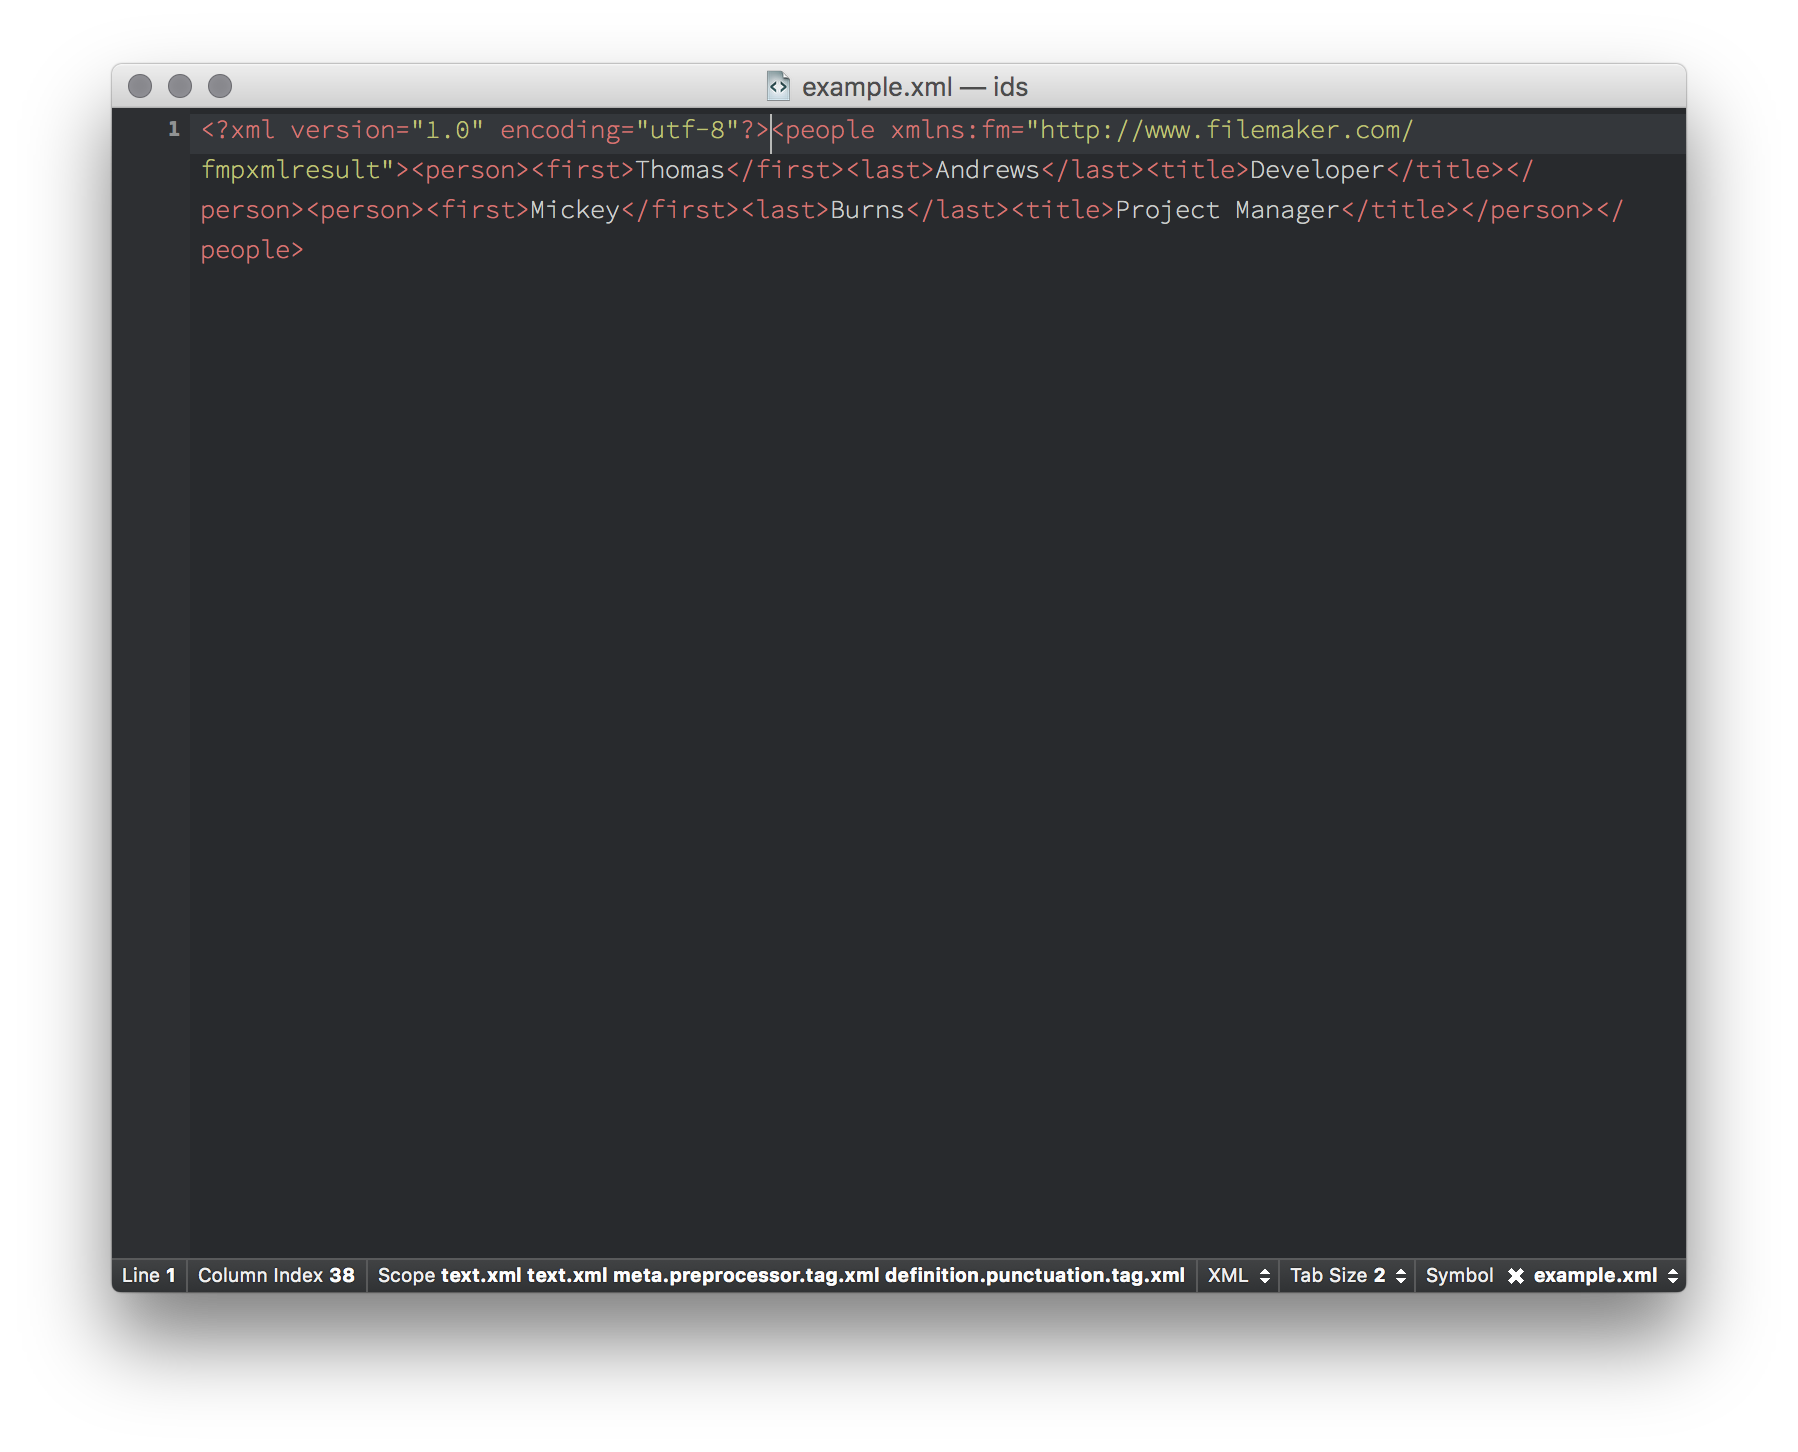 example.xml — ids
1 <?xml version="1.0" encoding="utf-8"?><people xmlns:fm="http://www.filemaker.com/
fmpxmlresult"><person><first>Thomas</first><last>Andrews</last><title>Developer</title></
person><person><first>Mickey</first><last>Burns</last><title>Project Manager</title></person></
people>
Line 1 Column Index 38 Scope text.xml text.xml meta.preprocessor.tag.xml definition.punctuation.tag.xml XML Tab Size 2 Symbol ✖ example.xml